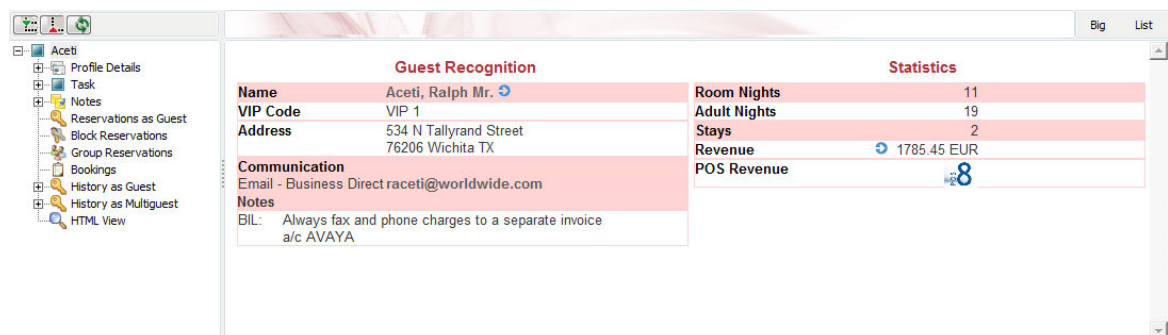 Big List
Aceti
Profile Details
Task
Notes
Reservations as Guest
Block Reservations
Group Reservations
Bookings
History as Guest
History as Multiguest
HTML View
Guest Recognition
Name Aceti, Ralph Mr.
VIP Code VIP 1
Address 534 N Tallyrand Street
76206 Wichita TX
Communication
Email - Business Direct raceti@worldwide.com
Notes
BIL: Always fax and phone charges to a separate invoice
a/c AVAYA
Statistics
Room Nights 11
Adult Nights 19
Stays 2
Revenue 1785.45 EUR
POS Revenue 8